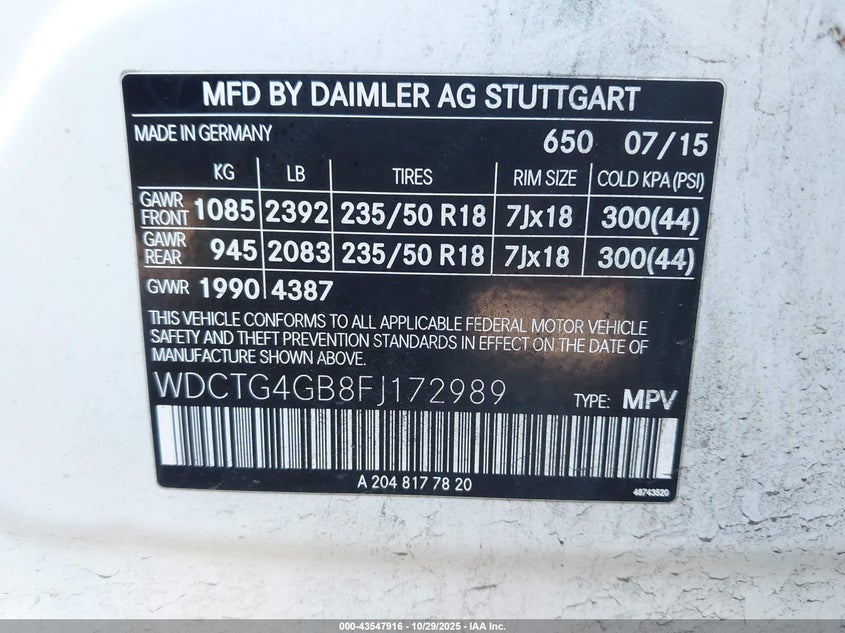 MFD BY DAIMLER AG STUTTGART
MADE IN GERMANY 650 07/15
KG LB TIRES RIM SIZE COLD KPA (PSI)
GAWR FRONT 1085 2392 235/50 R18 7Jx18 300(44)
GAWR REAR 945 2083 235/50 R18 7Jx18 300(44)
GVWR 1990 4387
THIS VEHICLE CONFORMS TO ALL APPLICABLE FEDERAL MOTOR VEHICLE
SAFETY AND THEFT PREVENTION STANDARDS IN EFFECT ON THE DATE OF
MANUFACTURE SHOWN ABOVE.
WDCTG4GB8FJ172989 TYPE: MPV
A 204 817 78 20
48743520
000-43547916 - 10/29/2025 - IAA Inc.